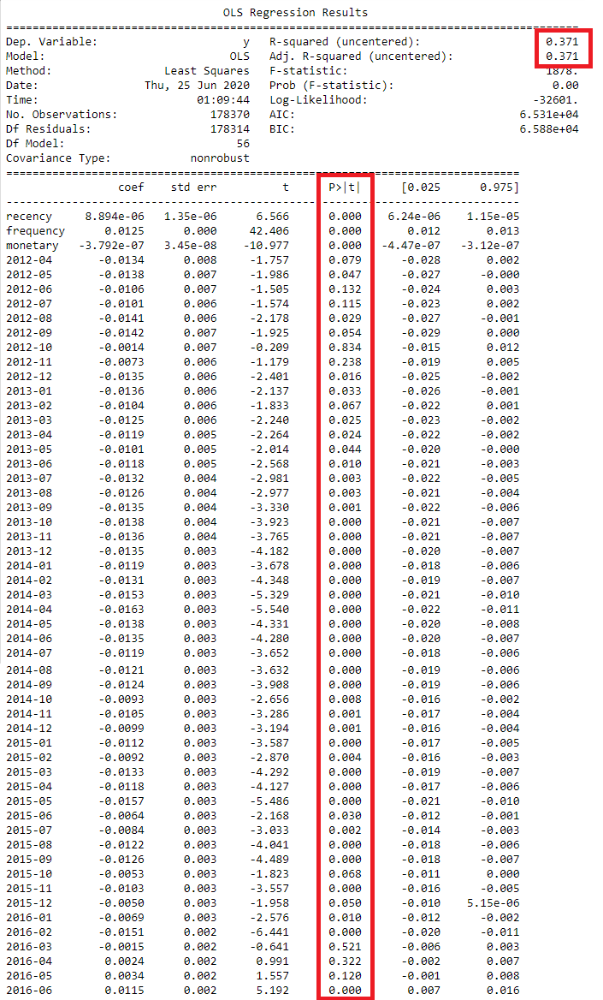 OLS Regression Results
==============================================================================
Dep. Variable: y R-squared (uncentered): 0.371
Model: OLS Adj. R-squared (uncentered): 0.371
Method: Least Squares F-statistic: 1878.
Date: Thu, 25 Jun 2020 Prob (F-statistic): 0.00
Time: 01:09:44 Log-Likelihood: -32601.
No. Observations: 178370 AIC: 6.531e+04
Df Residuals: 178314 BIC: 6.588e+04
Df Model: 56
Covariance Type: nonrobust
==============================================================================
coef std err t P>|t| [0.025 0.975]
------------------------------------------------------------------------------
recency 8.894e-06 1.35e-06 6.566 0.000 6.24e-06 1.15e-05
frequency 0.0125 0.000 42.406 0.000 0.012 0.013
monetary -3.792e-07 3.45e-08 -10.977 0.000 -4.47e-07 -3.12e-07
2012-04 -0.0134 0.008 -1.757 0.079 -0.028 0.002
2012-05 -0.0138 0.007 -1.986 0.047 -0.027 -0.000
2012-06 -0.0106 0.007 -1.505 0.132 -0.024 0.003
2012-07 -0.0101 0.006 -1.574 0.115 -0.023 0.002
2012-08 -0.0141 0.006 -2.178 0.029 -0.027 -0.001
2012-09 -0.0142 0.007 -1.925 0.054 -0.029 0.000
2012-10 -0.0014 0.007 -0.209 0.834 -0.015 0.012
2012-11 -0.0073 0.006 -1.179 0.238 -0.019 0.005
2012-12 -0.0135 0.006 -2.401 0.016 -0.025 -0.002
2013-01 -0.0136 0.006 -2.137 0.033 -0.026 -0.001
2013-02 -0.0104 0.006 -1.833 0.067 -0.022 0.001
2013-03 -0.0125 0.006 -2.240 0.025 -0.023 -0.002
2013-04 -0.0119 0.005 -2.264 0.024 -0.022 -0.002
2013-05 -0.0101 0.005 -2.014 0.044 -0.020 -0.000
2013-06 -0.0118 0.005 -2.568 0.010 -0.021 -0.003
2013-07 -0.0132 0.004 -2.981 0.003 -0.022 -0.005
2013-08 -0.0126 0.004 -2.977 0.003 -0.021 -0.004
2013-09 -0.0135 0.004 -3.330 0.001 -0.022 -0.006
2013-10 -0.0138 0.004 -3.923 0.000 -0.021 -0.007
2013-11 -0.0136 0.004 -3.765 0.000 -0.021 -0.007
2013-12 -0.0135 0.003 -4.182 0.000 -0.020 -0.007
2014-01 -0.0119 0.003 -3.678 0.000 -0.018 -0.006
2014-02 -0.0131 0.003 -4.348 0.000 -0.019 -0.007
2014-03 -0.0153 0.003 -5.329 0.000 -0.021 -0.010
2014-04 -0.0163 0.003 -5.540 0.000 -0.022 -0.011
2014-05 -0.0138 0.003 -4.331 0.000 -0.020 -0.008
2014-06 -0.0135 0.003 -4.280 0.000 -0.020 -0.007
2014-07 -0.0119 0.003 -3.652 0.000 -0.018 -0.006
2014-08 -0.0121 0.003 -3.632 0.000 -0.019 -0.006
2014-09 -0.0124 0.003 -3.908 0.000 -0.019 -0.006
2014-10 -0.0093 0.003 -2.656 0.008 -0.016 -0.002
2014-11 -0.0105 0.003 -3.286 0.001 -0.017 -0.004
2014-12 -0.0099 0.003 -3.194 0.001 -0.016 -0.004
2015-01 -0.0112 0.003 -3.587 0.000 -0.017 -0.005
2015-02 -0.0092 0.003 -2.870 0.004 -0.016 -0.003
2015-03 -0.0133 0.003 -4.292 0.000 -0.019 -0.007
2015-04 -0.0118 0.003 -4.127 0.000 -0.017 -0.006
2015-05 -0.0157 0.003 -5.486 0.000 -0.021 -0.010
2015-06 -0.0064 0.003 -2.168 0.030 -0.012 -0.001
2015-07 -0.0084 0.003 -3.033 0.002 -0.014 -0.003
2015-08 -0.0122 0.003 -4.041 0.000 -0.018 -0.006
2015-09 -0.0126 0.003 -4.489 0.000 -0.018 -0.007
2015-10 -0.0053 0.003 -1.823 0.068 -0.011 0.000
2015-11 -0.0103 0.003 -3.557 0.000 -0.016 -0.005
2015-12 -0.0050 0.003 -1.958 0.050 -0.010 5.15e-06
2016-01 -0.0069 0.003 -2.576 0.010 -0.012 -0.002
2016-02 -0.0151 0.002 -6.441 0.000 -0.020 -0.011
2016-03 -0.0015 0.002 -0.641 0.521 -0.006 0.003
2016-04 0.0024 0.002 0.991 0.322 -0.002 0.007
2016-05 0.0034 0.002 1.557 0.120 -0.001 0.008
2016-06 0.0115 0.002 5.192 0.000 0.007 0.016